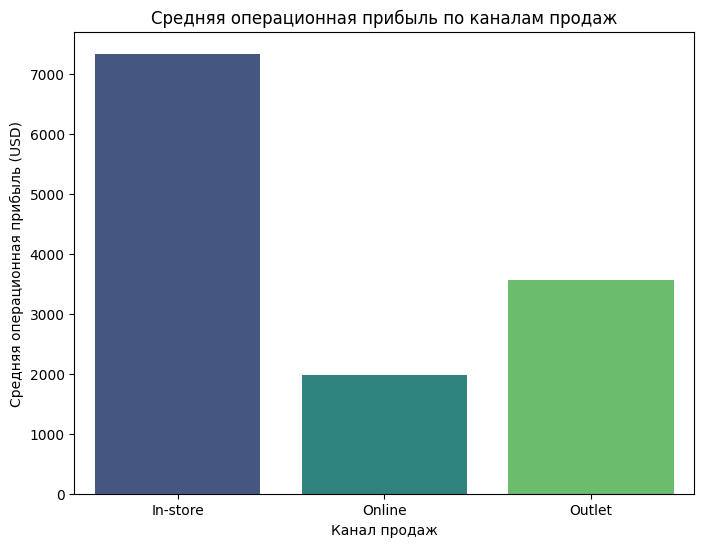 Средняя операционная прибыль по каналам продаж
Средняя операционная прибыль (USD)
7000
6000
5000
4000
3000
2000
1000
0
In-store Online Outlet
Канал продаж